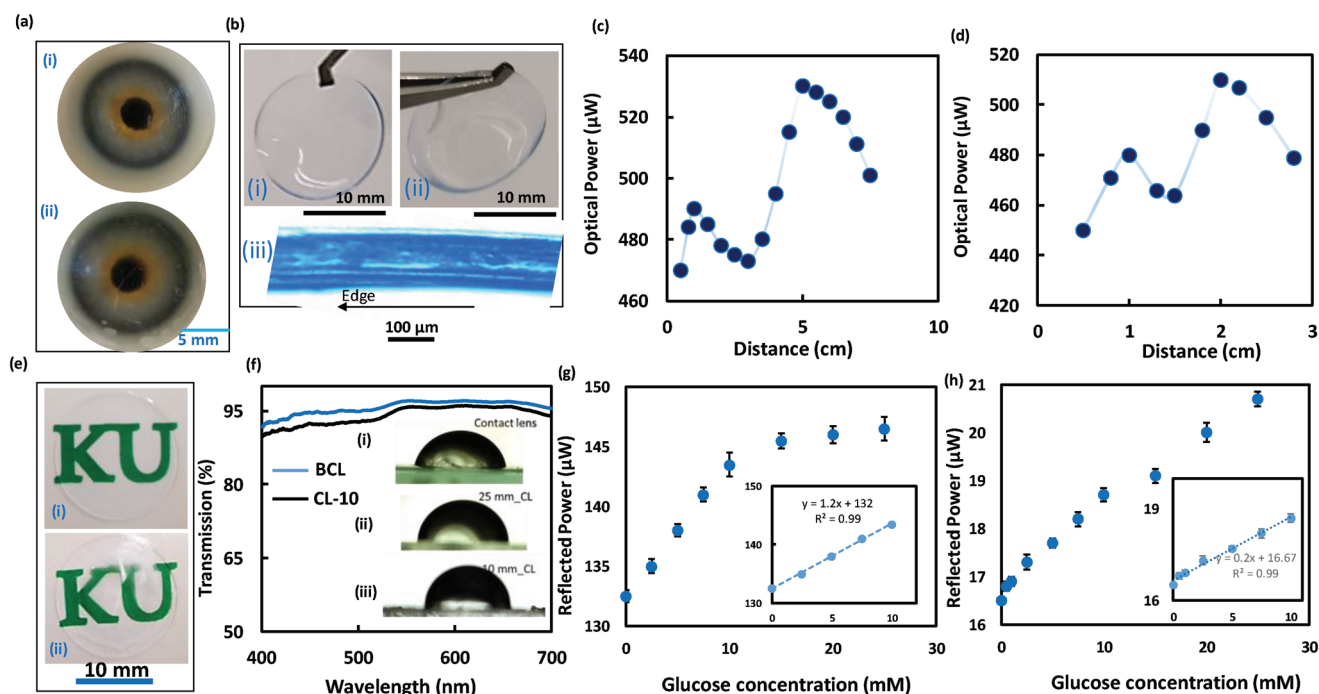 (a)
(i)
(ii)
5 mm
(b)
(i)
10 mm
(ii)
10 mm
(iii)
Edge
100 μm
(c)
540
520
500
480
460
0
5
10
Optical Power (μW)
Distance (cm)
(d)
520
500
480
460
440
420
0
1
2
3
Optical Power (μW)
Distance (cm)
(e)
KU
(i)
KU
(ii)
10 mm
(f)
95
80
65
50
400
500
600
700
Transmission (%)
Wavelength (nm)
BCL
CL-10
(i)
Contact lens
(ii)
25 mm_CL
(iii)
10 mm_CL
(g)
150
145
140
135
130
0
10
20
30
Reflected Power (μW)
Glucose concentration (mM)
150
140
130
0
5
10
y = 1.2x + 132
R² = 0.99
(h)
21
20
19
18
17
16
0
10
20
30
Reflected Power (μW)
Glucose concentration (mM)
19
16
0
5
10
y = 0.2x + 16.67
R² = 0.99